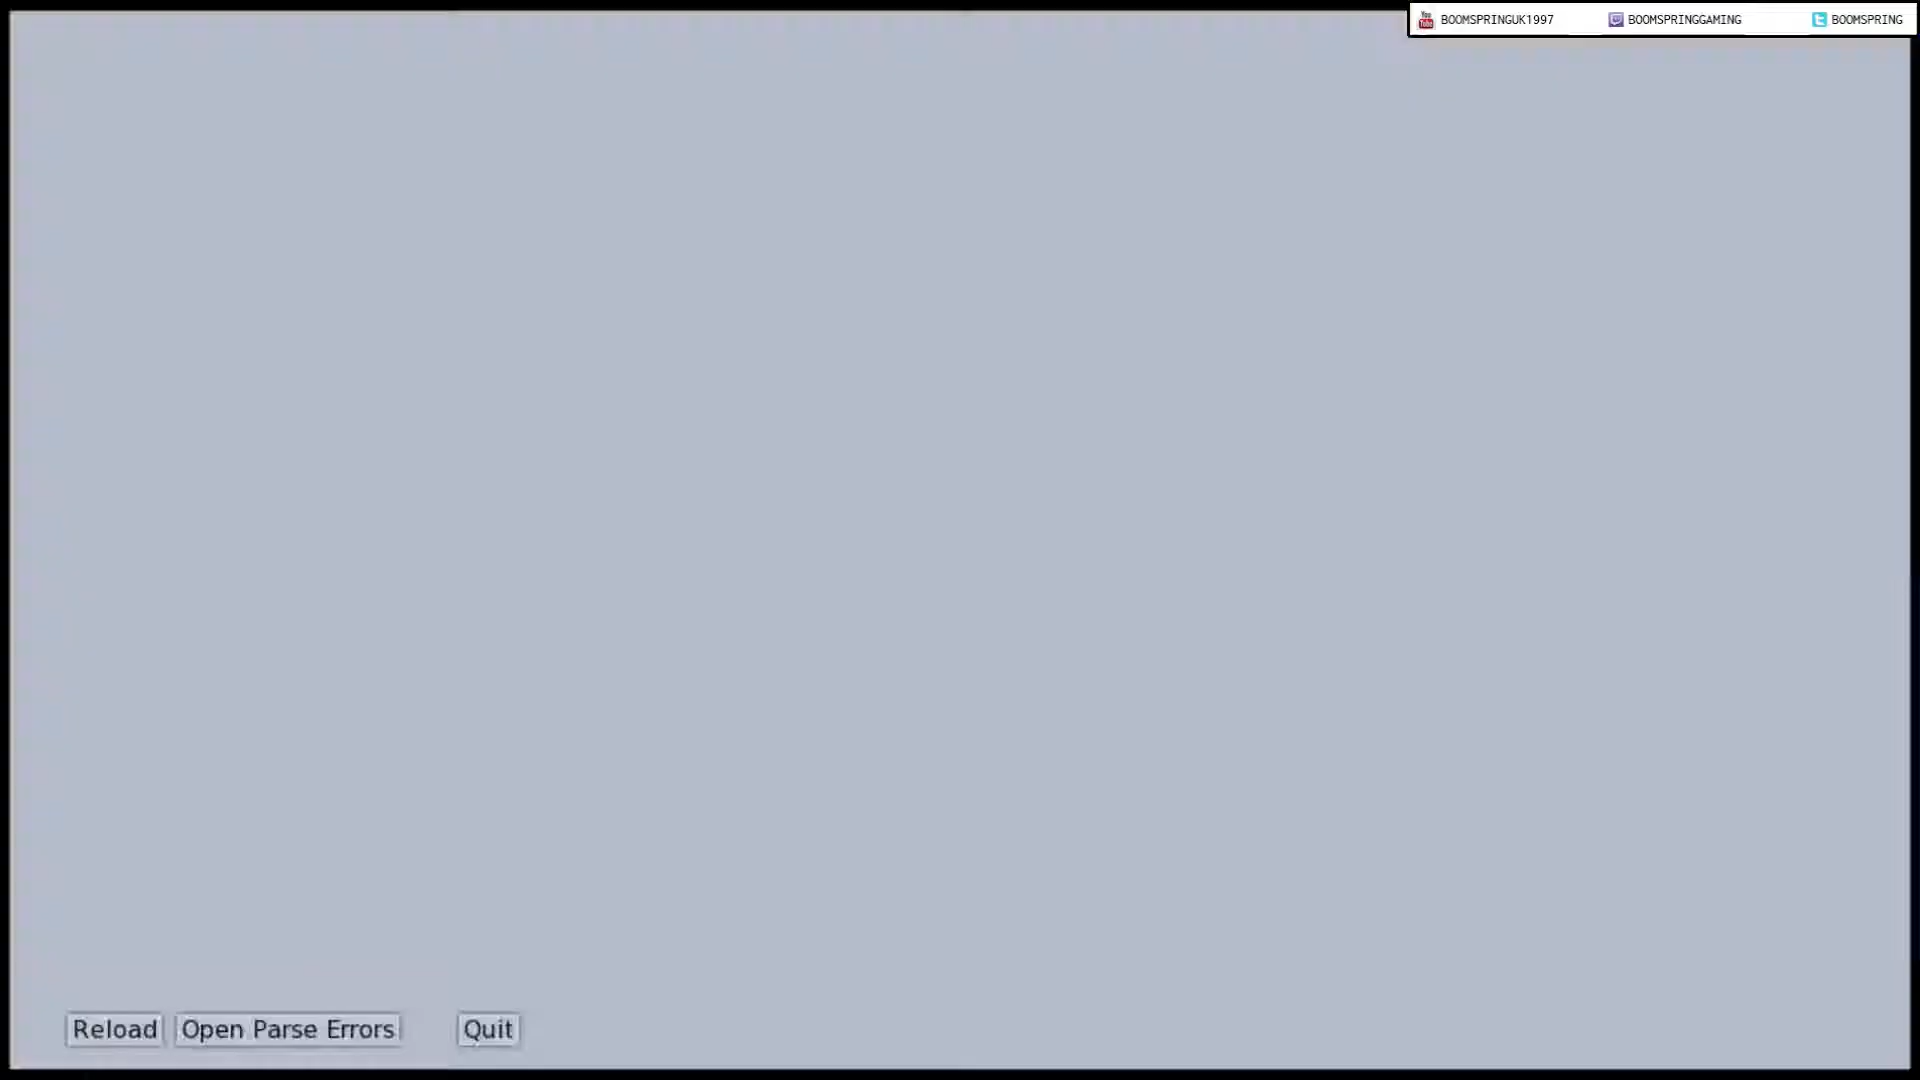 BOOMSPRINGUK1997 BOOMSPRINGGAMING BOOMSPRING
Reload Open Parse Errors Quit